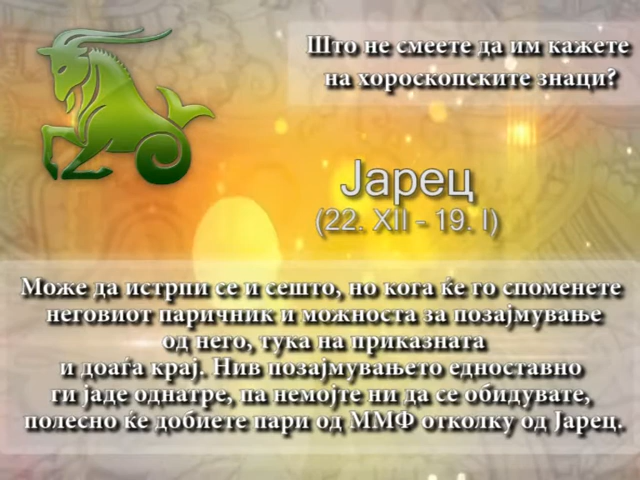 Што не смеете да им кажете
на хороскопските знаци?
Јарец
(22. XII - 19. I)
Може да истрпи се и сешто, но кога ќе го споменете
неговиот паричник и можноста за позајмување
од него, тука на приказната
и доаѓа крај. Нив позајмувањето едноставно
ги јаде однатре, па немојте ни да се обидувате,
полесно ќе добиете пари од ММФ отколку од Јарец.